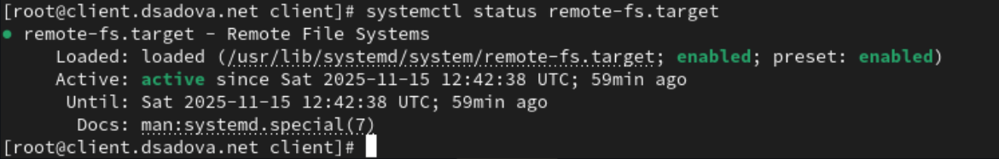 [root@client.dsadova.net client]# systemctl status remote-fs.target
● remote-fs.target - Remote File Systems
     Loaded: loaded (/usr/lib/systemd/system/remote-fs.target; enabled; preset: enabled)
     Active: active since Sat 2025-11-15 12:42:38 UTC; 59min ago
      Until: Sat 2025-11-15 12:42:38 UTC; 59min ago
       Docs: man:systemd.special(7)
[root@client.dsadova.net client]#